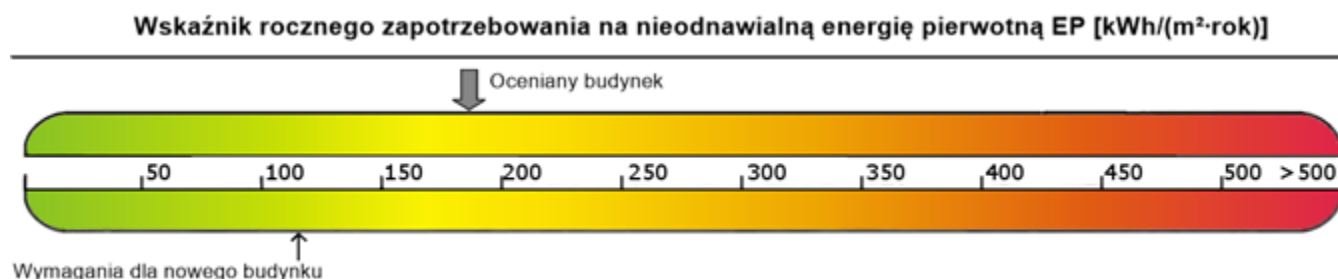 Wskaźnik rocznego zapotrzebowania na nieodnawialną energię pierwotną EP [kWh/(m²·rok)]
Oceniany budynek
50 100 150 200 250 300 350 400 450 500 > 500
Wymagania dla nowego budynku